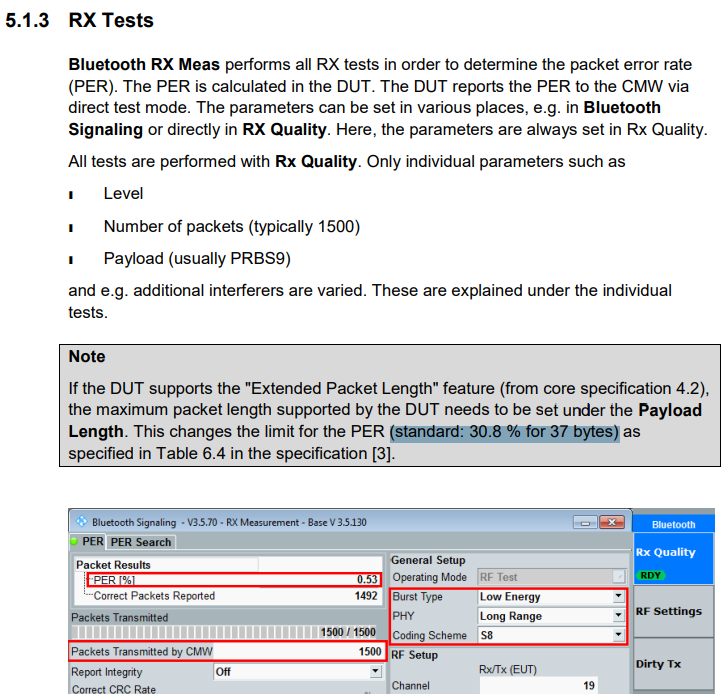 5.1.3 RX Tests
Bluetooth RX Meas performs all RX tests in order to determine the packet error rate
(PER). The PER is calculated in the DUT. The DUT reports the PER to the CMW via
direct test mode. The parameters can be set in various places, e.g. in Bluetooth
Signaling or directly in RX Quality. Here, the parameters are always set in Rx Quality.
All tests are performed with Rx Quality. Only individual parameters such as
Level
Number of packets (typically 1500)
Payload (usually PRBS9)
and e.g. additional interferers are varied. These are explained under the individual
tests.
Note
If the DUT supports the "Extended Packet Length" feature (from core specification 4.2),
the maximum packet length supported by the DUT needs to be set under the Payload
Length. This changes the limit for the PER (standard: 30.8 % for 37 bytes) as
specified in Table 6.4 in the specification [3].
Bluetooth Signaling - V3.5.70 - RX Measurement - Base V 3.5.130
PER PER Search
Packet Results
PER [%] 0.53
Correct Packets Reported 1492
Packets Transmitted
1500 / 1500
Packets Transmitted by CMW 1500
Report Integrity Off
Correct CRC Rate
General Setup
Operating Mode RF Test
Burst Type Low Energy
PHY Long Range
Coding Scheme S8
RF Setup
Rx/Tx (EUT)
Channel 19
Bluetooth
Rx Quality
RDY
RF Settings
Dirty Tx